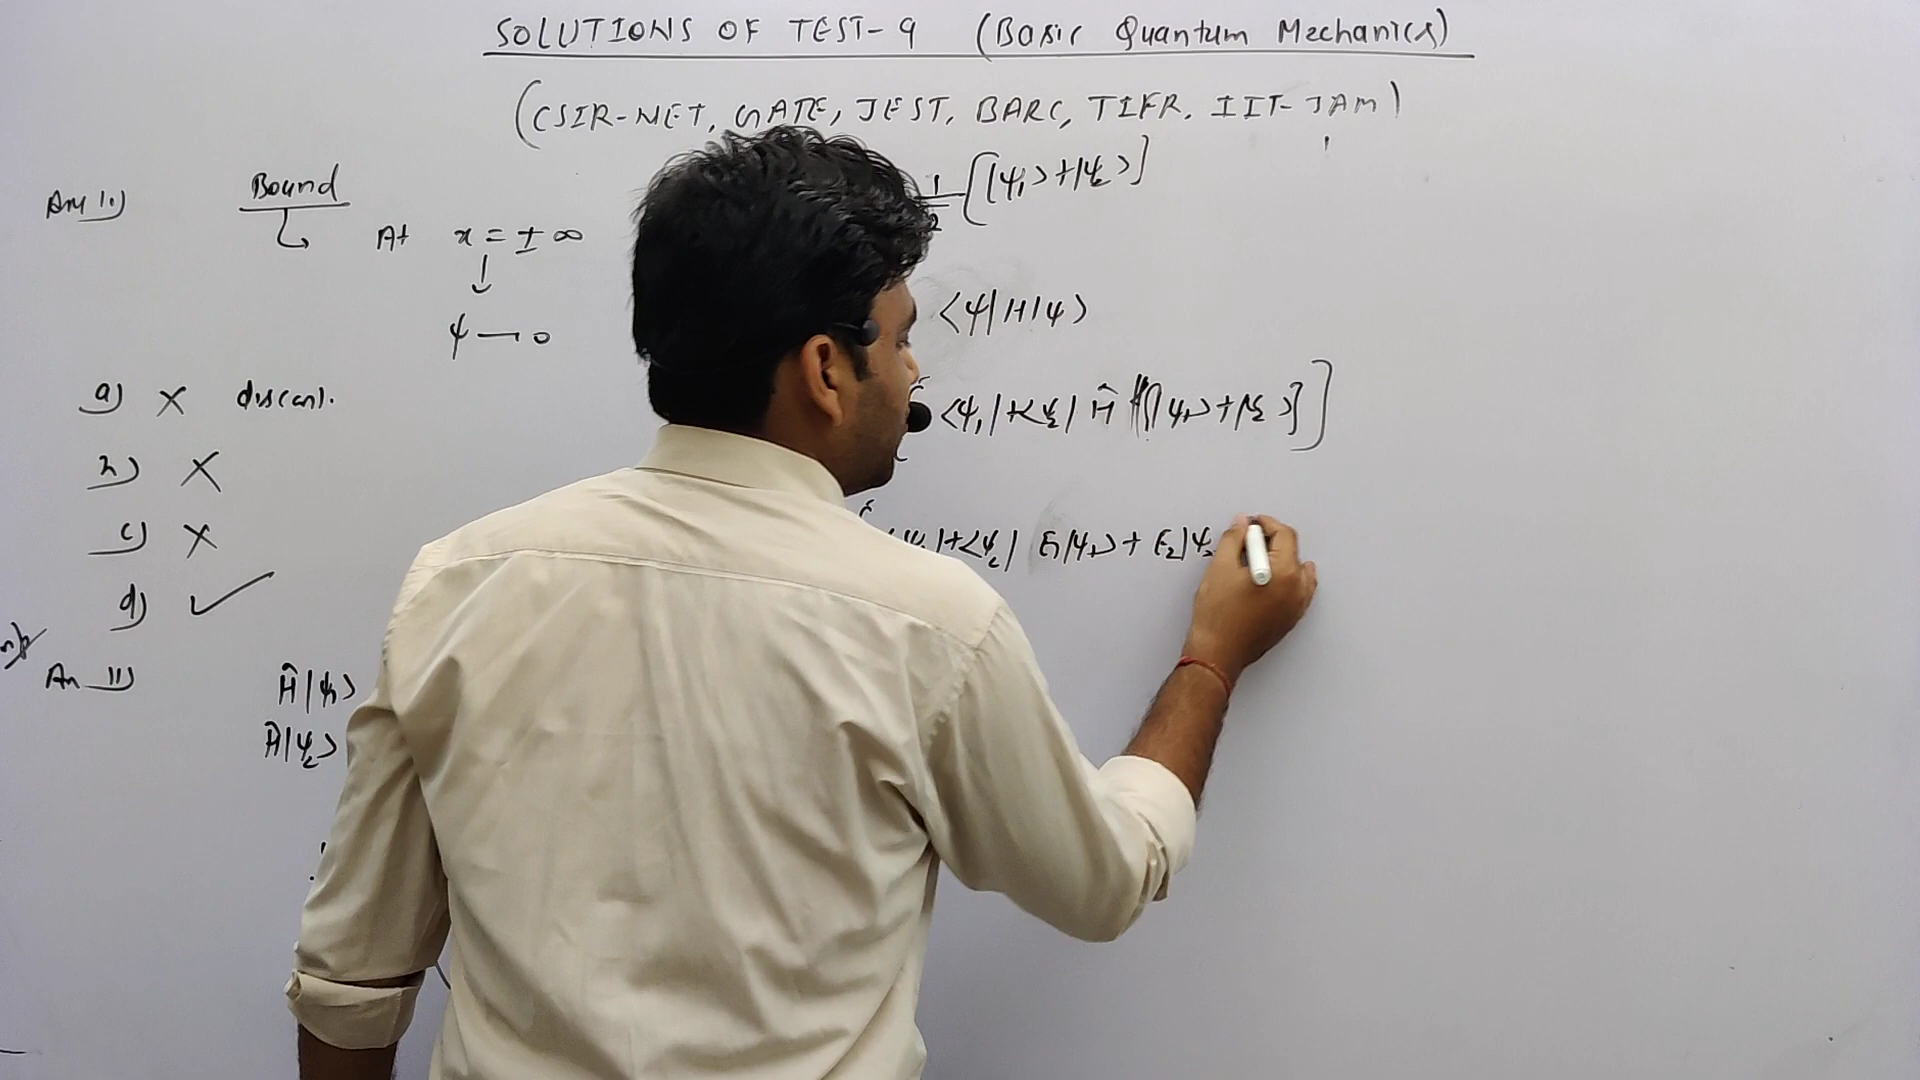 SOLUTIONS OF TEST-9 (Basic Quantum Mechanics)
(CSIR-NET, GATE, JEST, BARC, TIFR, IIT-JAM)
Ans 10)
Bound
At x = ± ∞
↓
ψ → 0
a) × discont.
b) ×
c) ×
d) ✓
Ans 11)
Ĥ|ψ₁>
Ĥ|ψ₂>
1/2 [|ψ₁>+|ψ₂>]
<ψ|H|ψ>
<ψ₁|+<ψ₂| Ĥ {|ψ₁>+|ψ₂>}]
<ψ₁|+<ψ₂| E₁|ψ₁>+ E₂|ψ₂